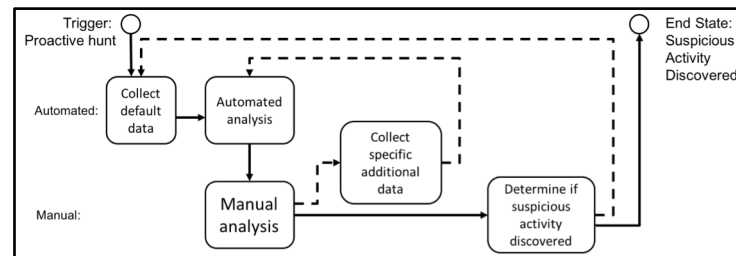 Trigger:
Proactive hunt
End State:
Suspicious
Activity
Discovered
Automated:
Collect
default
data
Automated
analysis
Collect
specific
additional
data
Manual:
Manual
analysis
Determine if
suspicious
activity
discovered